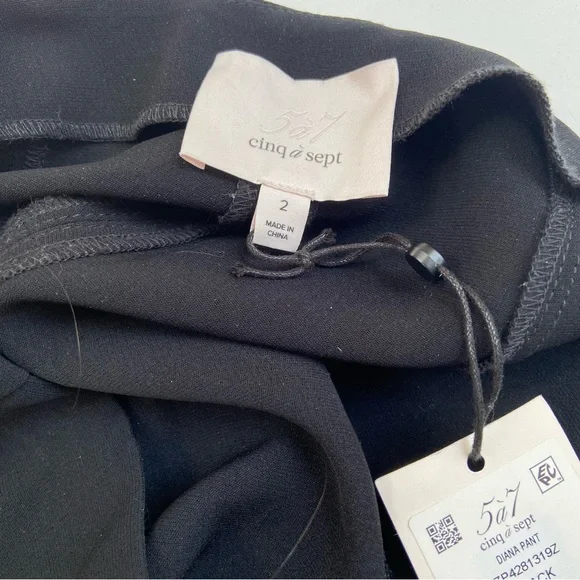 5à7
cinq à sept
2
MADE IN
CHINA
5à7
cinq à sept
DIANA PANT
ZP4281319Z